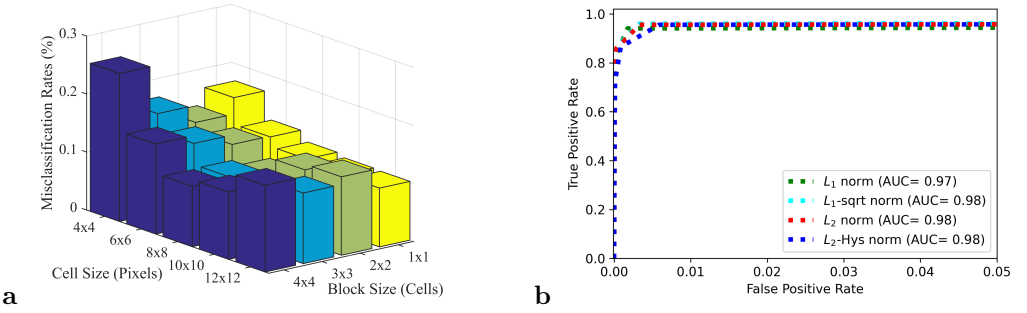 0.3
0.2
0.1
0
Misclassification Rates (%)
4x4
6x6
8x8
10x10
12x12
Cell Size (Pixels)
4x4
3x3
2x2
1x1
Block Size (Cells)
a
1.0
0.8
0.6
0.4
0.2
0.0
True Positive Rate
L1 norm (AUC= 0.97)
L1-sqrt norm (AUC= 0.98)
L2 norm (AUC= 0.98)
L2-Hys norm (AUC= 0.98)
0.00 0.01 0.02 0.03 0.04 0.05
False Positive Rate
b